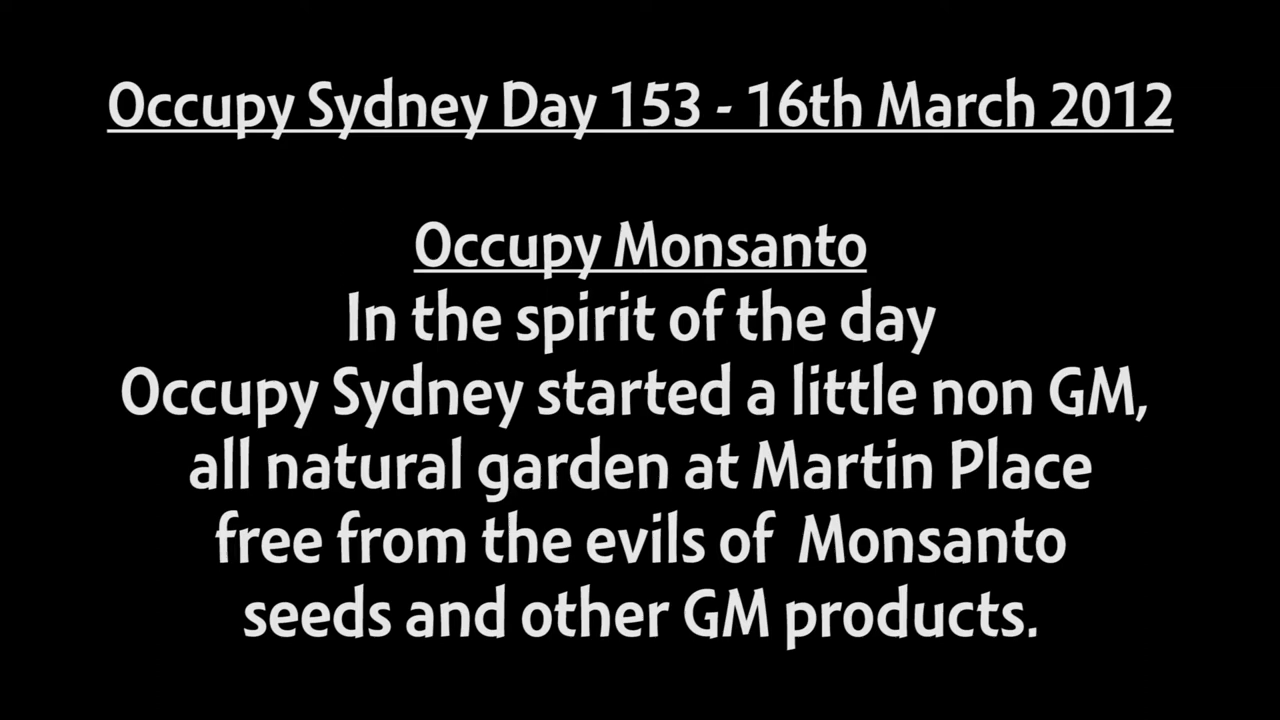 Occupy Sydney Day 153 - 16th March 2012
Occupy Monsanto
In the spirit of the day
Occupy Sydney started a little non GM,
all natural garden at Martin Place
free from the evils of Monsanto
seeds and other GM products.